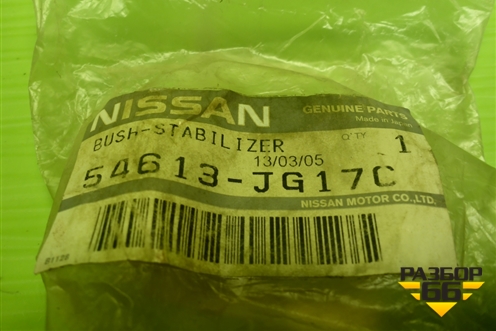 NISSAN
GENUINE PARTS
Made in Japan
BUSH-STABILIZER
Q'TY 1
13/03/05
54613-JG17C
NISSAN MOTOR CO.,LTD.
РАЗБОР
66